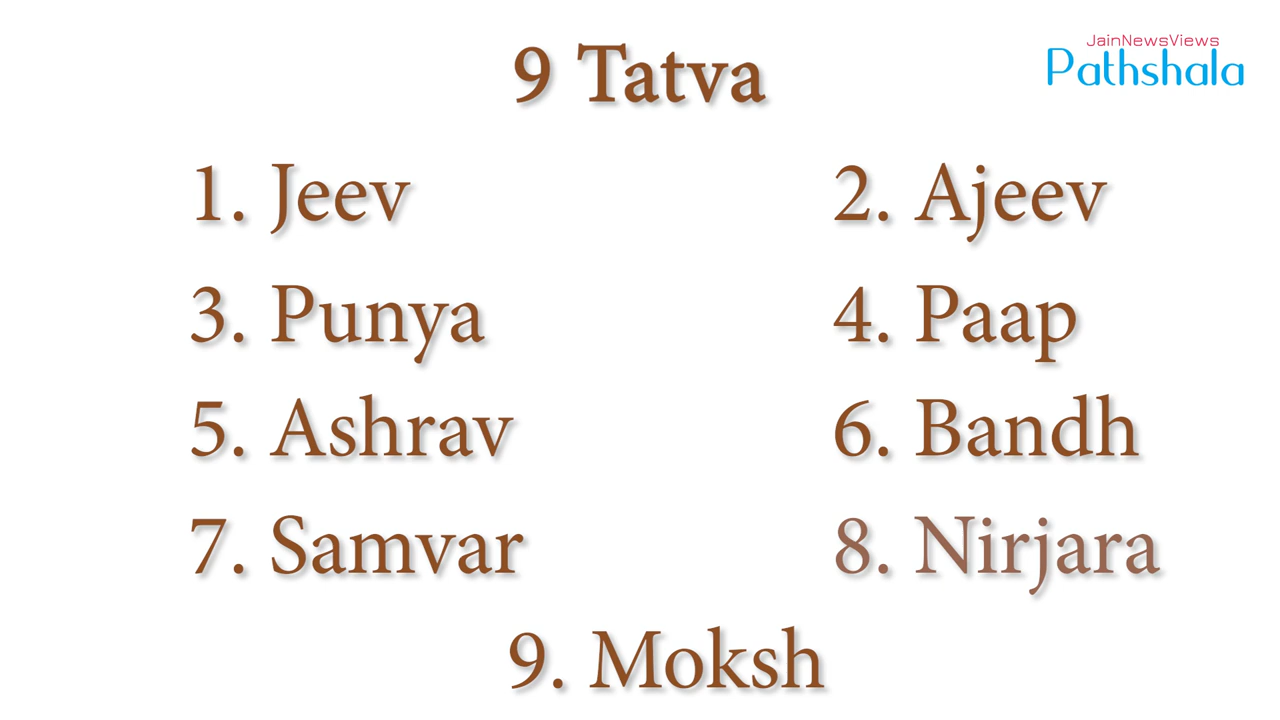 9 Tatva
JainNewsViews
Pathshala
1. Jeev
2. Ajeev
3. Punya
4. Paap
5. Ashrav
6. Bandh
7. Samvar
8. Nirjara
9. Moksh